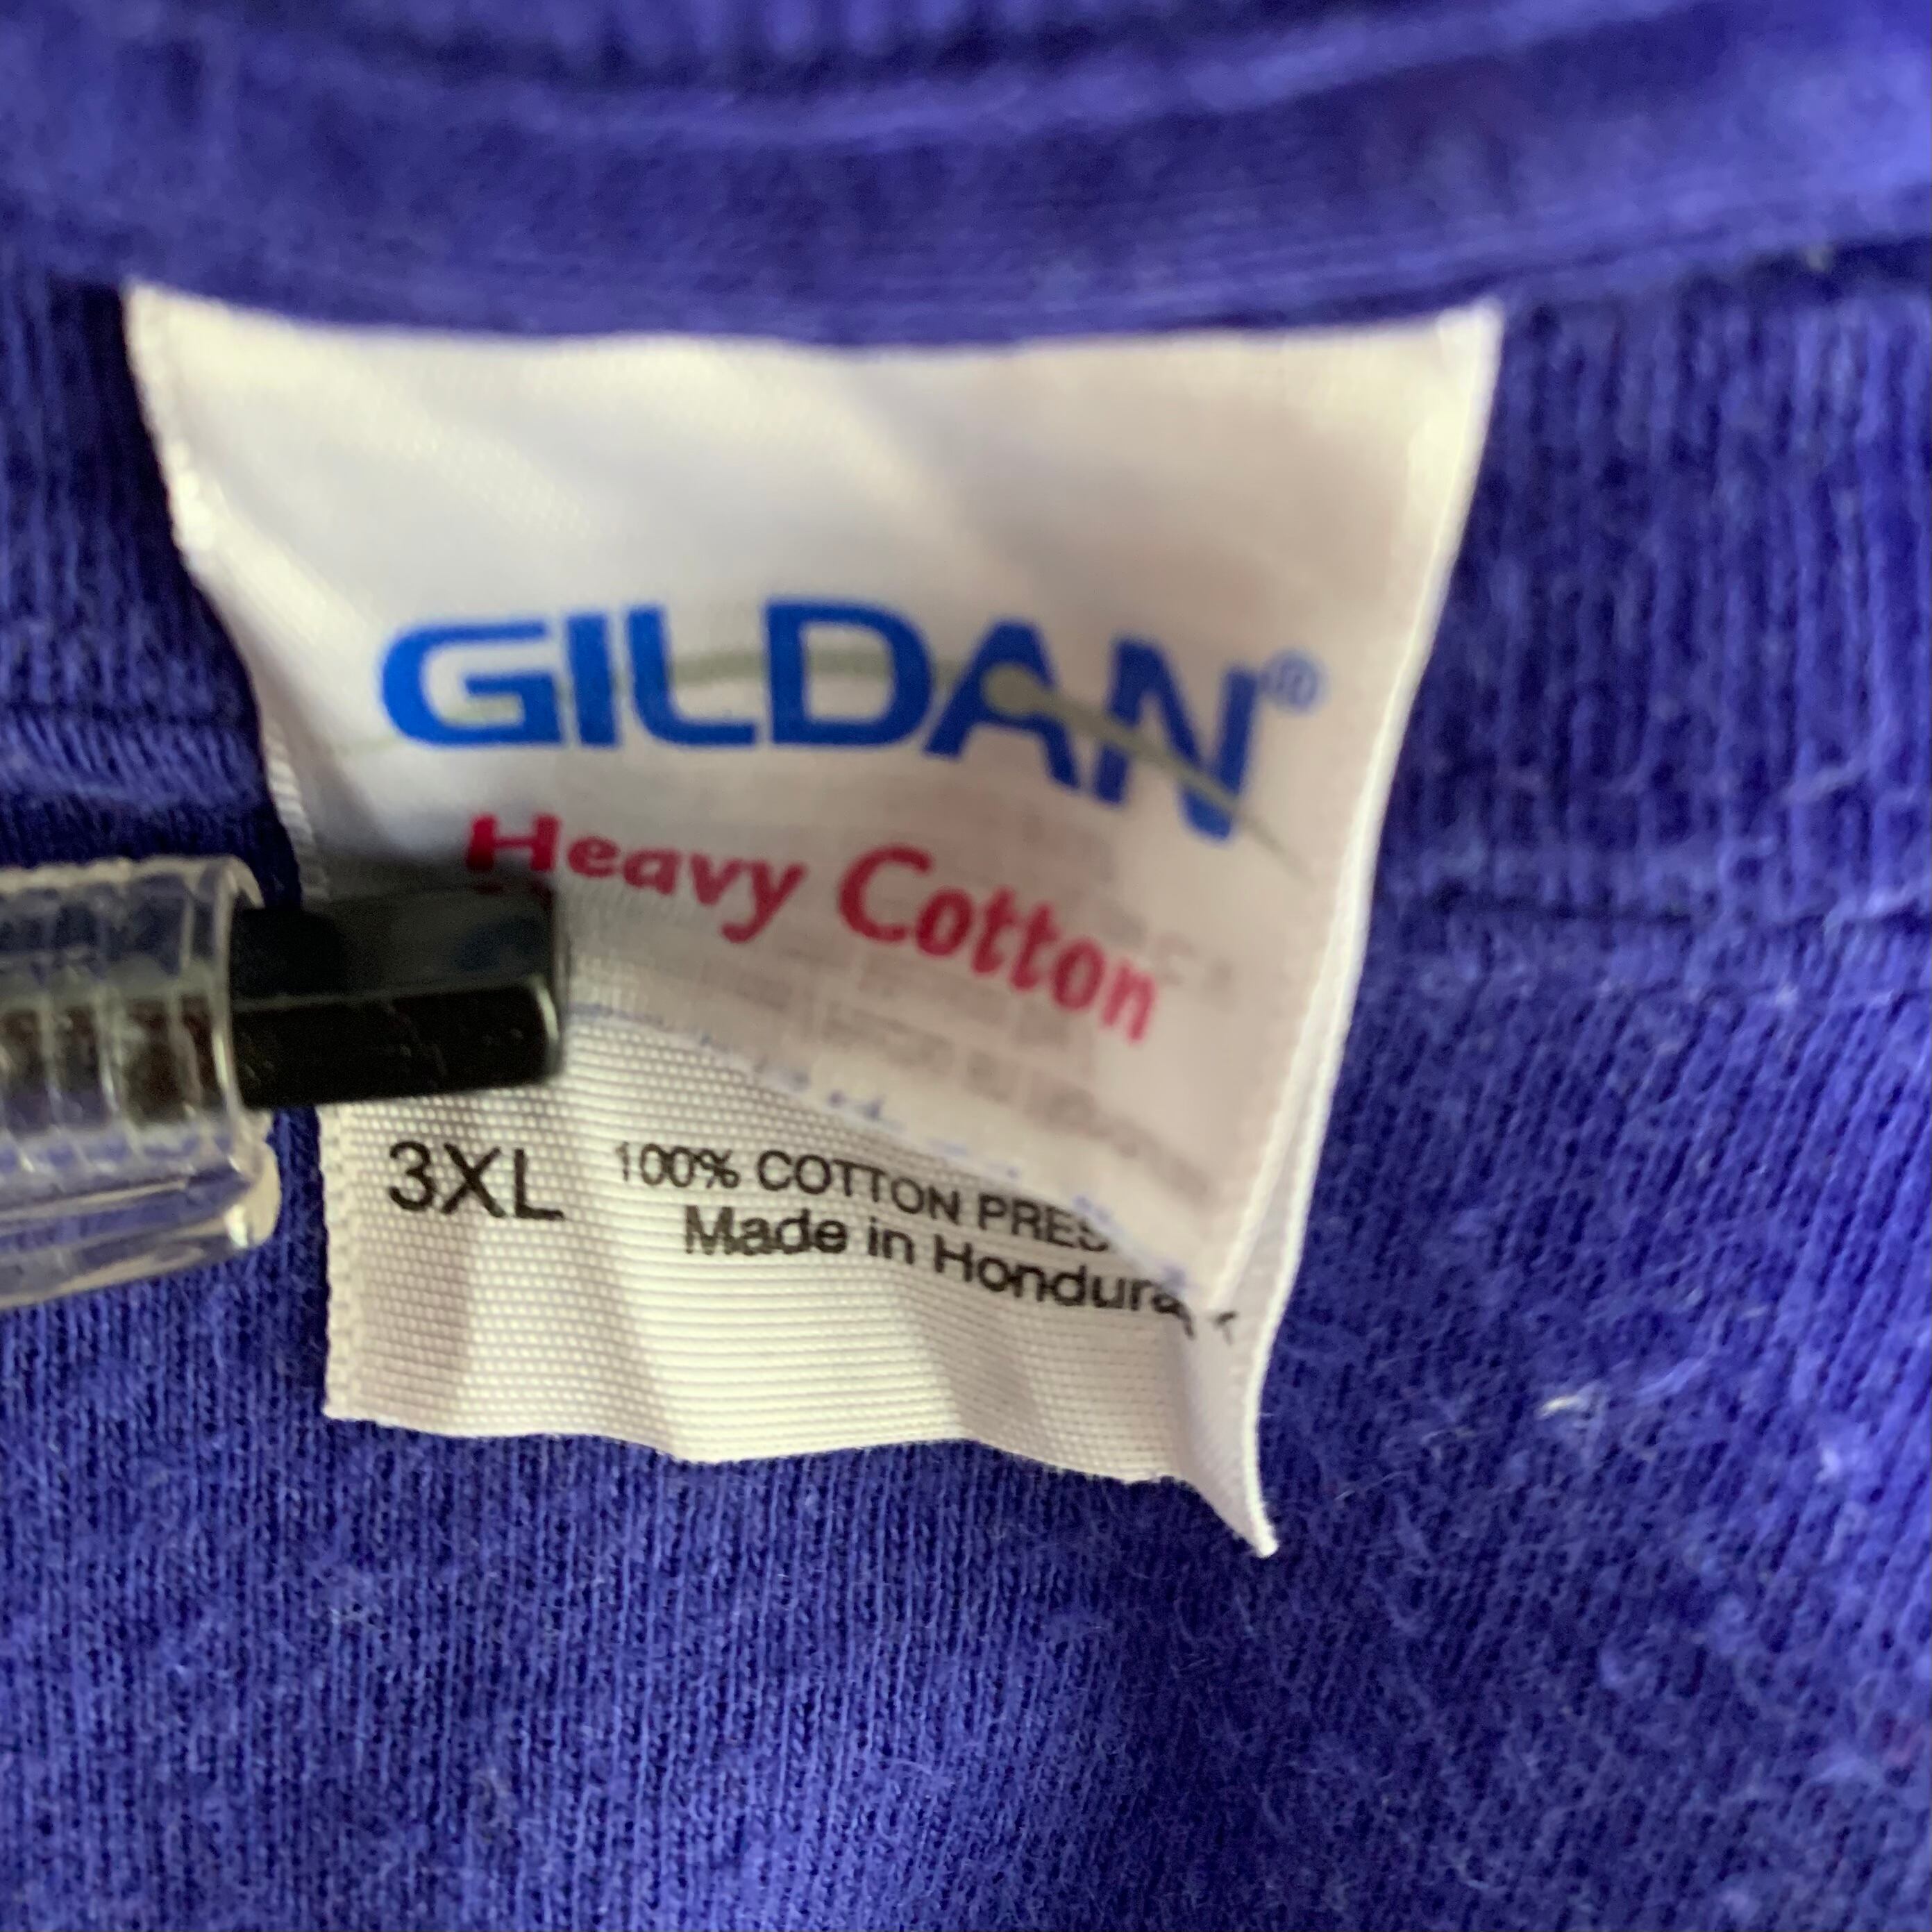 GILDAN®
Heavy Cotton
3XL 100% COTTON PRES
Made in Hondura